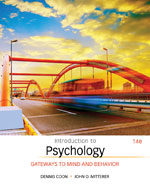 Introduction to
14e
Psychology
GATEWAYS TO MIND AND BEHAVIOR
DENNIS COON • JOHN O. MITTERER